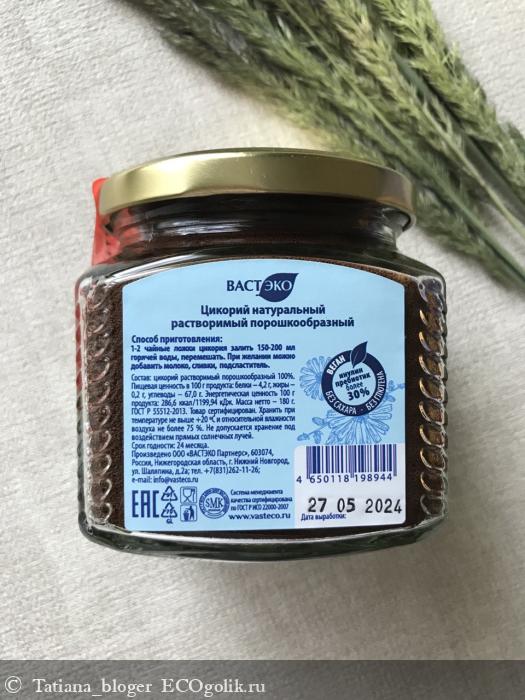 ВАСТЭКО
Цикорий натуральный
растворимый порошкообразный
Способ приготовления:
1-2 чайные ложки цикория залить 150-200 мл
горячей воды, перемешать. При желании можно
добавить молоко, сливки, подсластитель.
Состав: цикорий растворимый порошкообразный 100%.
Пищевая ценность в 100 г продукта: белки – 4,2 г, жиры –
0,2 г, углеводы – 67,0 г. Энергетическая ценность 100 г
продукта: 286,6 ккал/1199,94 кДж. Масса нетто – 180 г.
ГОСТ Р 55512-2013. Товар сертифицирован. Хранить при
температуре не выше +20 °С и относительной влажности
воздуха не более 75 %. Не допускается хранение под
воздействием прямых солнечных лучей.
Срок годности: 24 месяца.
Произведено ООО «ВАСТЭКО Партнерс», 603074,
Россия, Нижегородская область, г. Нижний Новгород,
ул. Шаляпина, д.2а; тел. +7(831)262-11-26;
e-mail: info@vasteco.ru
ВЕГАН
инулин
пребиотик
более
30%
БЕЗ САХАРА · БЕЗ ГЛЮТЕНА
EAC
GL
SMK
Система менеджмента
качества сертифицирована
по ГОСТ Р ИСО 22000-2007
www.vasteco.ru
4 650118 198944
27 05 2024
Дата выработки:
Tatiana_bloger ECOgolik.ru